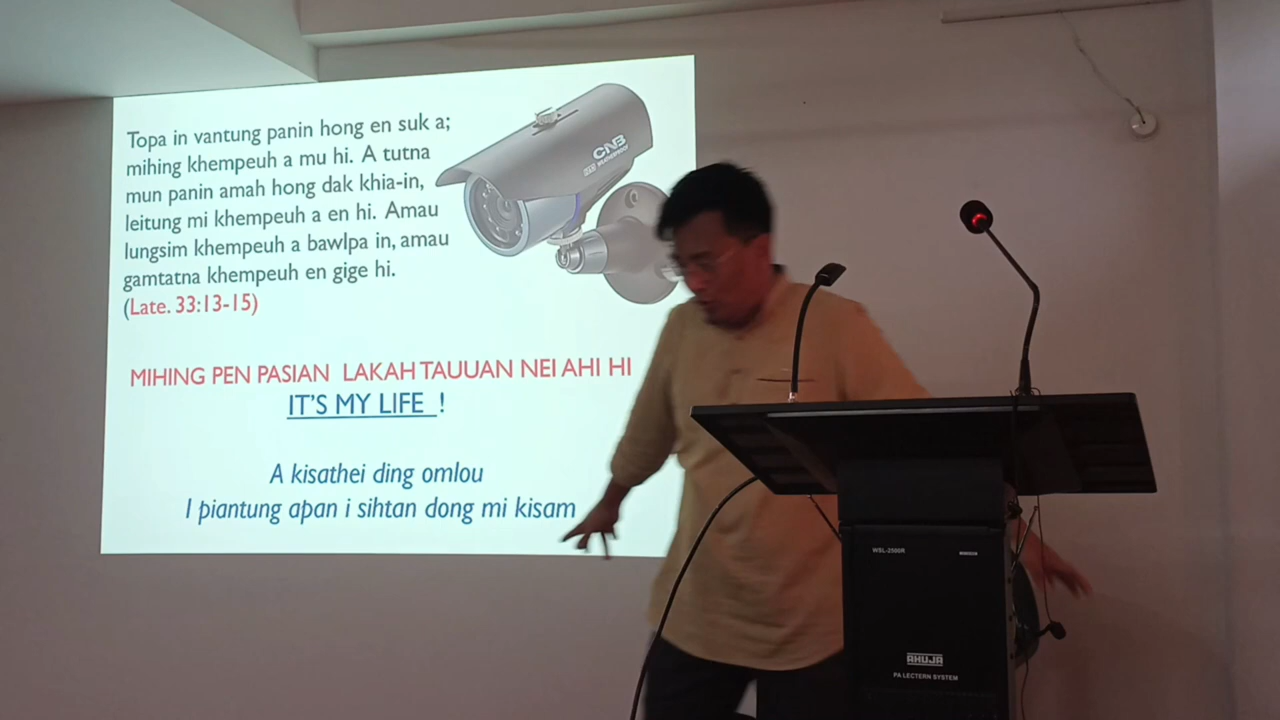 Topa in vantung panin hong en suk a;
mihing khempeuh a mu hi. A tutna
mun panin amah hong dak khia-in,
leitung mi khempeuh a en hi. Amau
lungsim khempeuh a bawlpa in, amau
gamtatna khempeuh en gige hi.
(Late. 33:13-15)
CNB
WEATHERPROOF
MIHING PEN PASIAN LAKAH TAUUAN NEI AHI HI
IT'S MY LIFE !
A kisathei ding omlou
I piantung apan i sihtan dong mi kisam
WSL-2500R
AHUJA
PA LECTERN SYSTEM